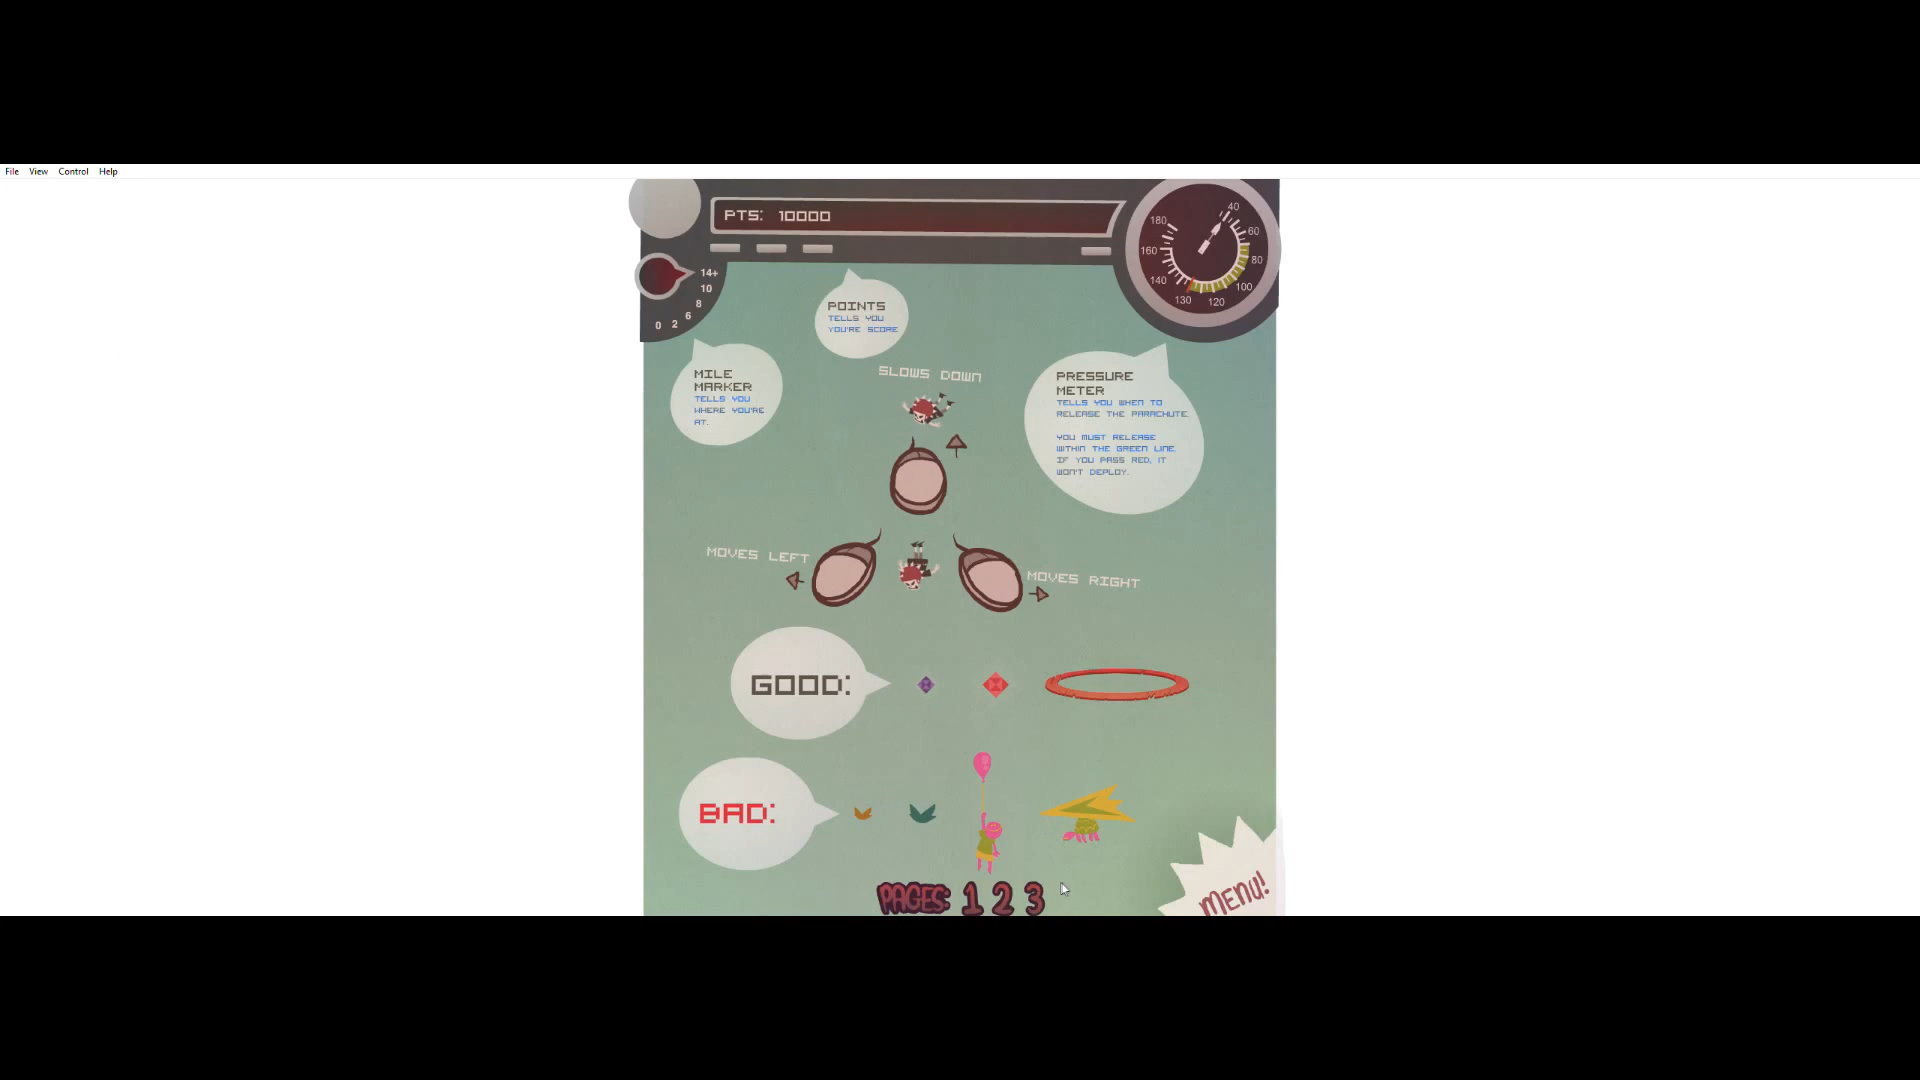 File View Control Help
PTS: 10000
40
180
60
160
80
140
100
130
120
14+
10
8
6
2
0
POINTS
TELLS YOU
YOU'RE SCORE
MILE
MARKER
TELLS YOU
WHERE YOU'RE
AT.
SLOWS DOWN
PRESSURE
METER
TELLS YOU WHEN TO
RELEASE THE PARACHUTE.
YOU MUST RELEASE
WITHIN THE GREEN LINE.
IF YOU PASS RED, IT
WON'T DEPLOY.
MOVES LEFT
MOVES RIGHT
GOOD:
BAD:
PAGES: 1 2 3
MENU!